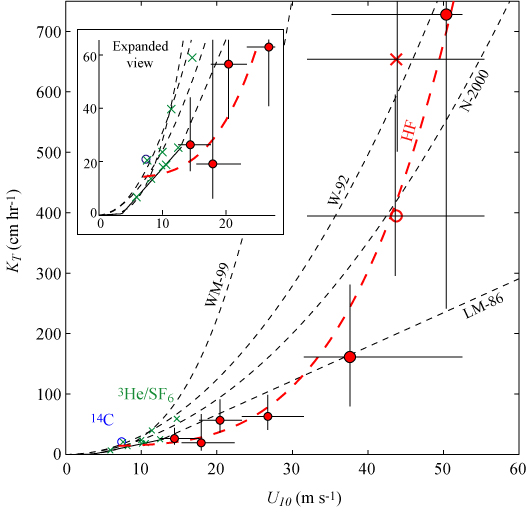 700
600
500
400
300
200
100
0
K_T (cm hr⁻¹)
Expanded
view
60
40
20
0
0
10
20
WM-99
W-92
HF
N-2000
LM-86
³He/SF₆
¹⁴C
0
10
20
30
40
50
60
U₁₀ (m s⁻¹)